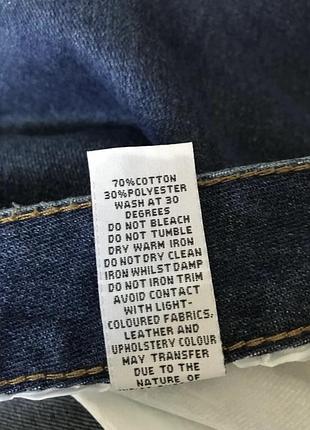 70%COTTON
30%POLYESTER
WASH AT 30
DEGREES
DO NOT BLEACH
DO NOT TUMBLE
DRY WARM IRON
DO NOT DRY CLEAN
IRON WHILST DAMP
DO NOT IRON TRIM
AVOID CONTACT
WITH LIGHT-
COLOURED FABRICS,
LEATHER AND
UPHOLSTERY COLOUR
MAY TRANSFER
DUE TO THE
NATURE OF